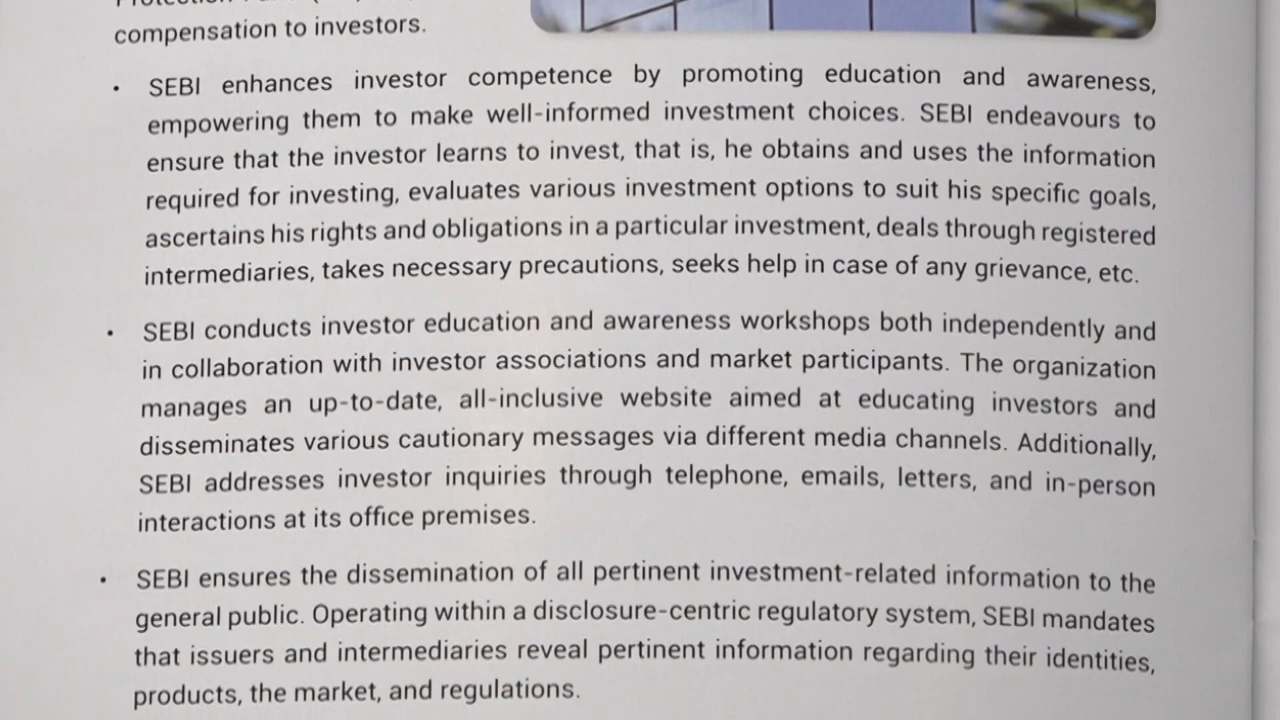 compensation to investors.
• SEBI enhances investor competence by promoting education and awareness,
empowering them to make well-informed investment choices. SEBI endeavours to
ensure that the investor learns to invest, that is, he obtains and uses the information
required for investing, evaluates various investment options to suit his specific goals,
ascertains his rights and obligations in a particular investment, deals through registered
intermediaries, takes necessary precautions, seeks help in case of any grievance, etc.
• SEBI conducts investor education and awareness workshops both independently and
in collaboration with investor associations and market participants. The organization
manages an up-to-date, all-inclusive website aimed at educating investors and
disseminates various cautionary messages via different media channels. Additionally,
SEBI addresses investor inquiries through telephone, emails, letters, and in-person
interactions at its office premises.
• SEBI ensures the dissemination of all pertinent investment-related information to the
general public. Operating within a disclosure-centric regulatory system, SEBI mandates
that issuers and intermediaries reveal pertinent information regarding their identities,
products, the market, and regulations.